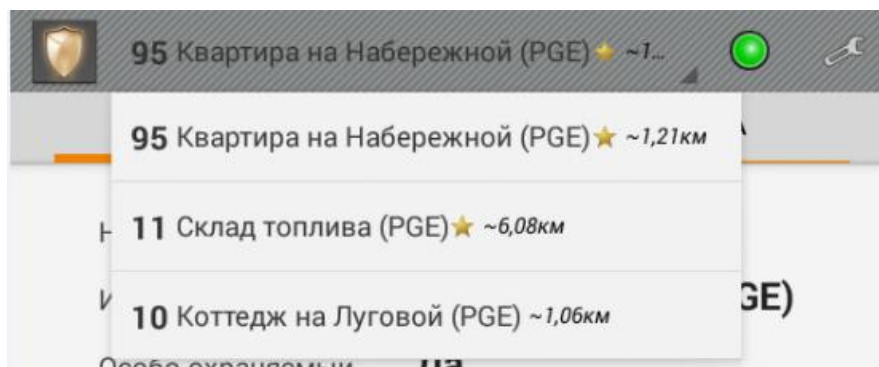 95 Квартира на Набережной (PGE) ~1...
95 Квартира на Набережной (PGE) ~1,21км
11 Склад топлива (PGE) ~6,08км
10 Коттедж на Луговой (PGE) ~1,06км
GE)